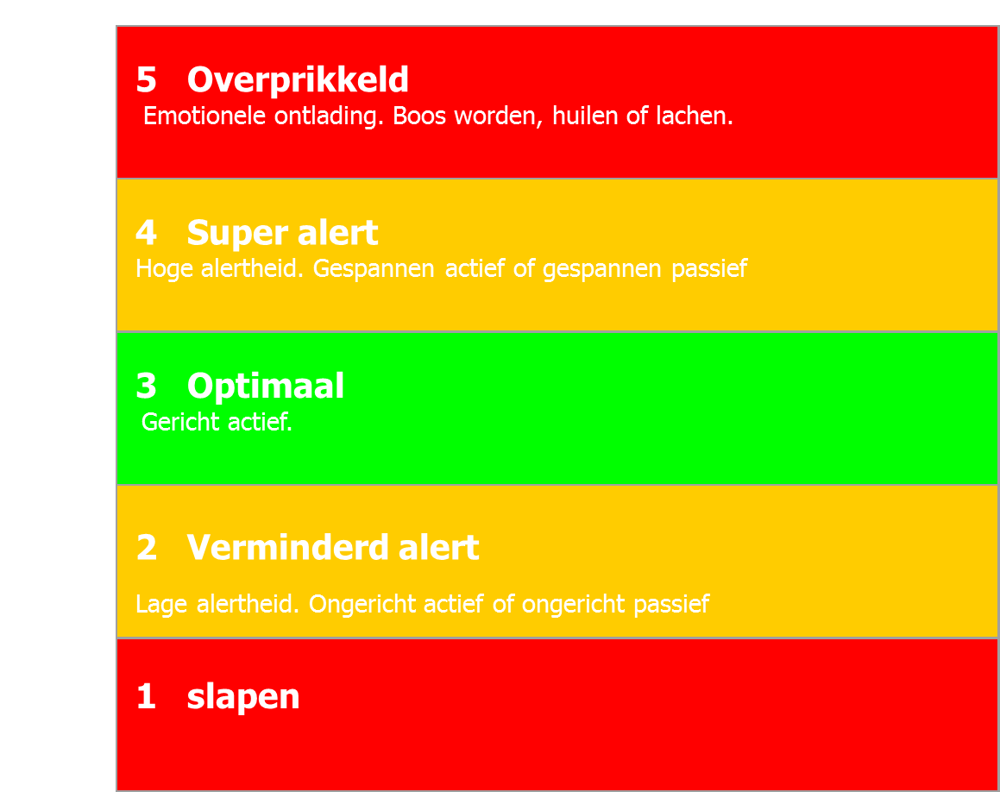 5 Overprikkeld
Emotionele ontlading. Boos worden, huilen of lachen.
4 Super alert
Hoge alertheid. Gespannen actief of gespannen passief
3 Optimaal
Gericht actief.
2 Verminderd alert
Lage alertheid. Ongericht actief of ongericht passief
1 slapen